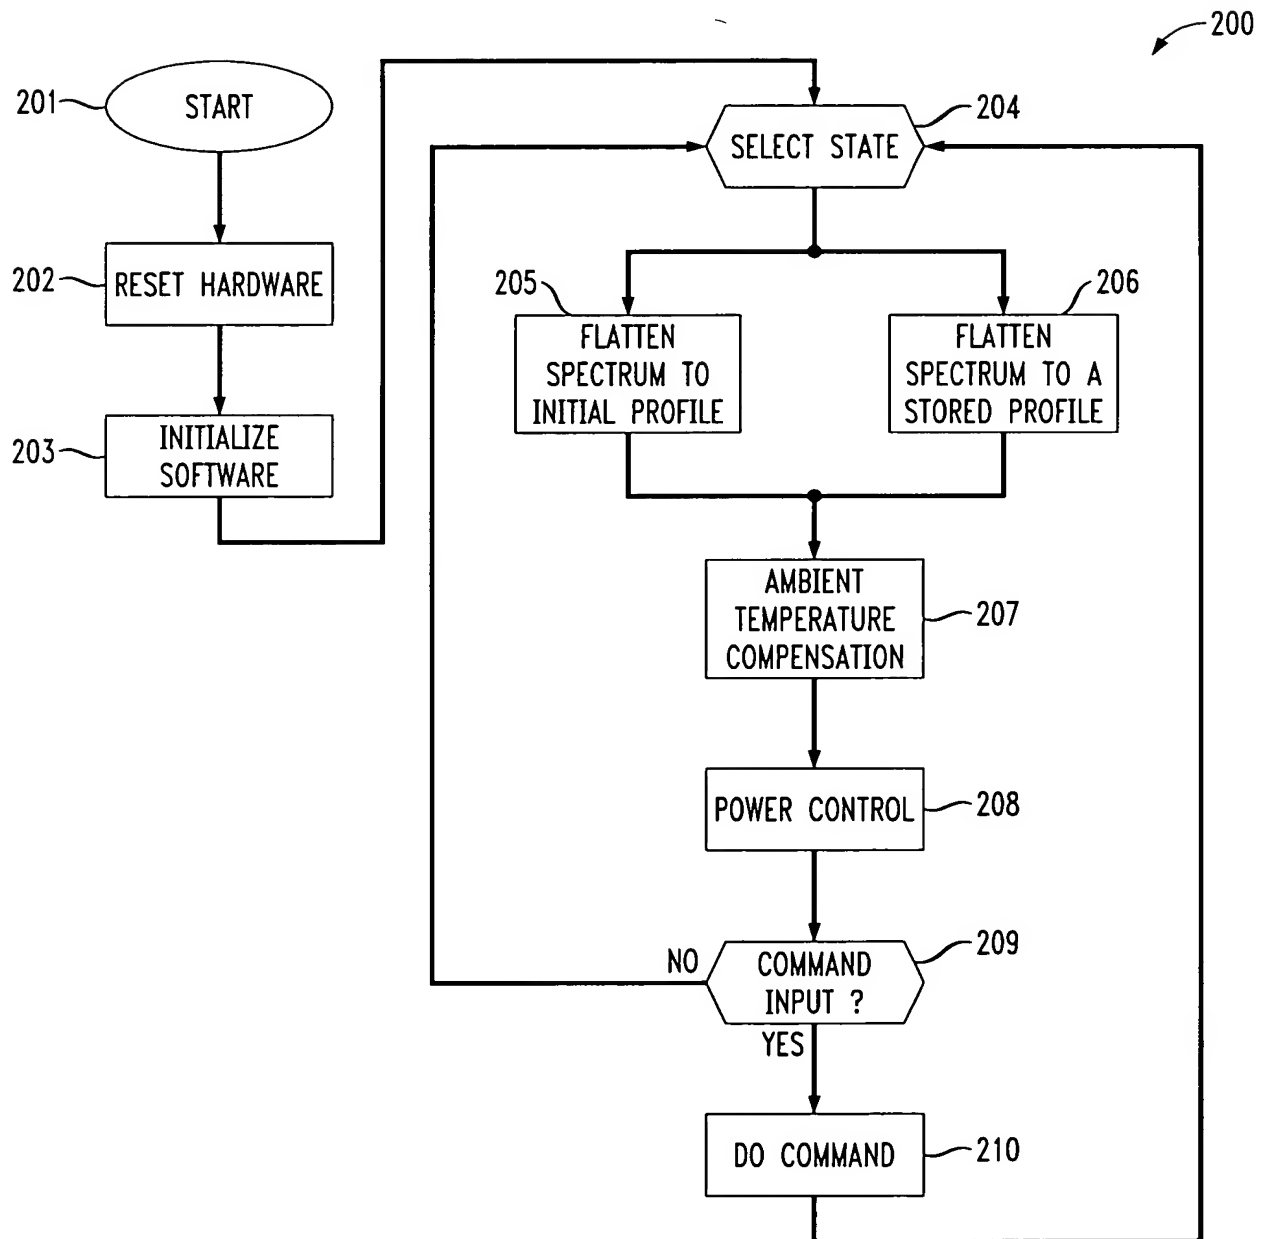 200
201
START
204
SELECT STATE
202
RESET HARDWARE
205
206
FLATTEN
SPECTRUM TO
INITIAL PROFILE
FLATTEN
SPECTRUM TO A
STORED PROFILE
203
INITIALIZE
SOFTWARE
AMBIENT
TEMPERATURE
COMPENSATION
207
POWER CONTROL
208
209
NO
COMMAND
INPUT ?
YES
DO COMMAND
210